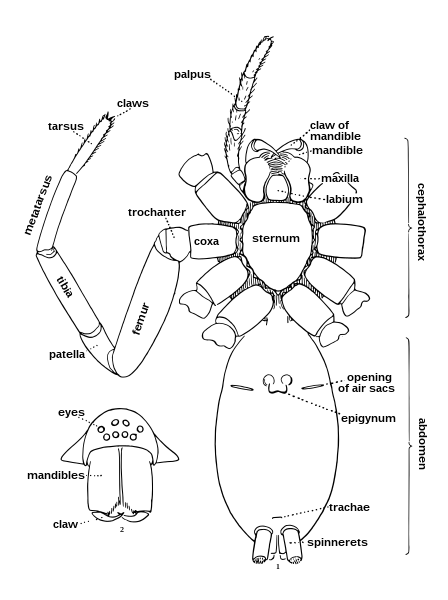 palpus
claws
tarsus
claw of
mandible
mandible
maxilla
labium
metatarsus
trochanter
coxa
sternum
cephalothorax
tibia
femur
patella
opening
of air sacs
epigynum
eyes
abdomen
mandibles
claw
2
trachae
spinnerets
1